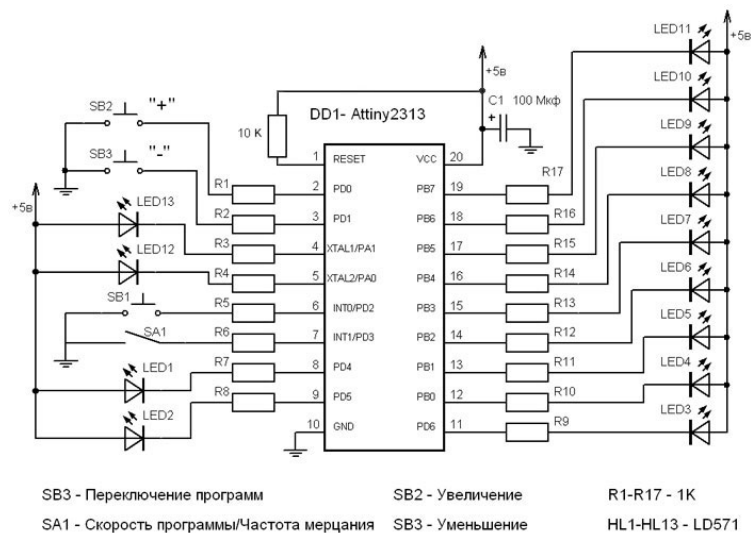 LED11
+5в
LED10
+5в
SB2 "+"
DD1- Attiny2313
C1 100 Мкф
+
LED9
10 K
SB3 "-"
1 RESET VCC 20
R17
LED8
R1 2 PD0 PB7 19
+5в
LED13
R2 3 PD1 PB6 18 R16
LED7
R3 4 XTAL1/PA1 PB5 17 R15
LED12
R4 5 XTAL2/PA0 PB4 16 R14
LED6
SB1
R5 6 INT0/PD2 PB3 15 R13
LED5
SA1 R6 7 INT1/PD3 PB2 14 R12
LED1
R7 8 PD4 PB1 13 R11
LED4
LED2
R8 9 PD5 PB0 12 R10
LED3
10 GND PD6 11 R9
SB3 - Переключение программ SB2 - Увеличение R1-R17 - 1K
SA1 - Скорость программы/Частота мерцания SB3 - Уменьшение HL1-HL13 - LD571